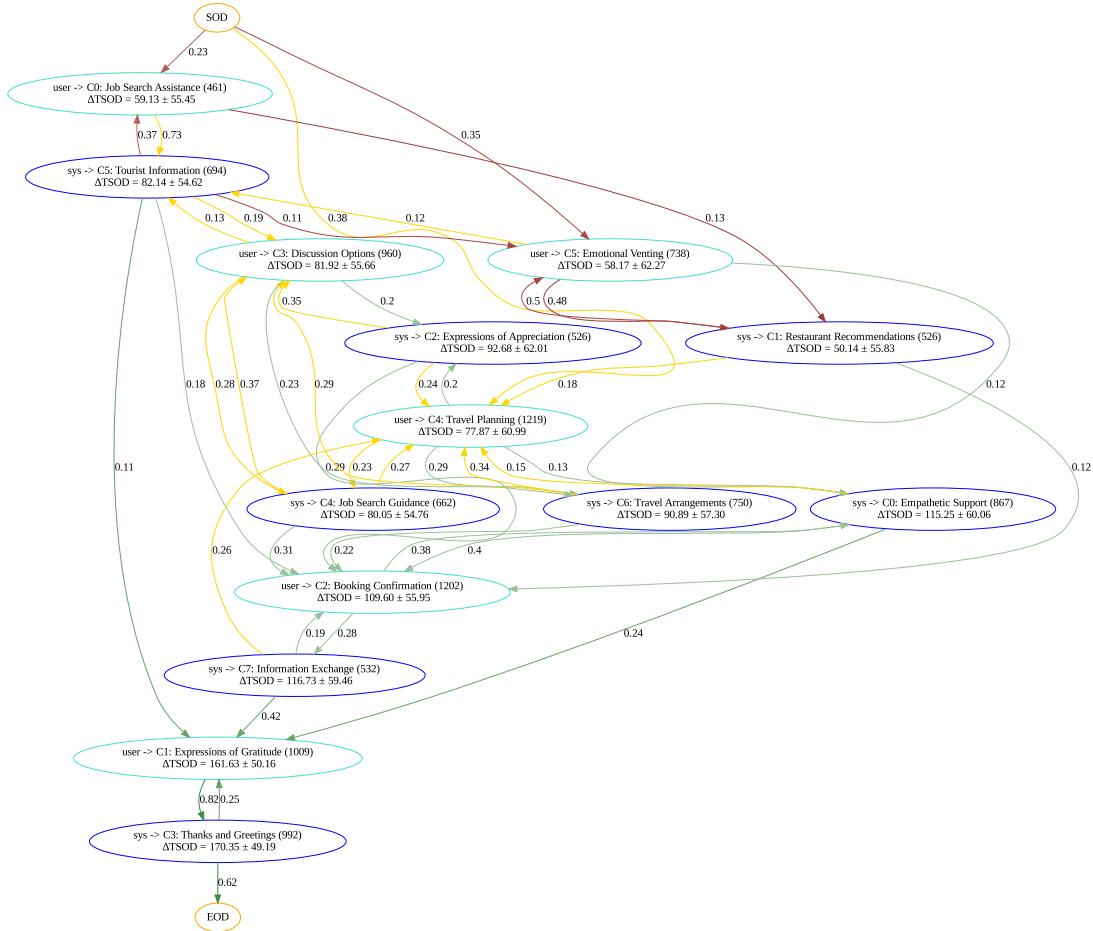 SOD
0.23
user -> C0: Job Search Assistance (461)
ΔTSOD = 59.13 ± 55.45
0.37
0.73
0.35
sys -> C5: Tourist Information (694)
ΔTSOD = 82.14 ± 54.62
0.13
0.19
0.11
0.38
0.12
0.13
user -> C3: Discussion Options (960)
ΔTSOD = 81.92 ± 55.66
user -> C5: Emotional Venting (738)
ΔTSOD = 58.17 ± 62.27
0.35
0.2
0.5
0.48
sys -> C2: Expressions of Appreciation (526)
ΔTSOD = 92.68 ± 62.01
sys -> C1: Restaurant Recommendations (526)
ΔTSOD = 50.14 ± 55.83
0.18
0.28
0.37
0.23
0.29
0.24
0.2
0.18
0.12
user -> C4: Travel Planning (1219)
ΔTSOD = 77.87 ± 60.99
0.11
0.29
0.23
0.27
0.29
0.34
0.15
0.13
0.12
sys -> C4: Job Search Guidance (662)
ΔTSOD = 80.05 ± 54.76
sys -> C6: Travel Arrangements (750)
ΔTSOD = 90.89 ± 57.30
sys -> C0: Empathetic Support (867)
ΔTSOD = 115.25 ± 60.06
0.26
0.31
0.22
0.38
0.4
user -> C2: Booking Confirmation (1202)
ΔTSOD = 109.60 ± 55.95
0.19
0.28
0.24
sys -> C7: Information Exchange (532)
ΔTSOD = 116.73 ± 59.46
0.42
user -> C1: Expressions of Gratitude (1009)
ΔTSOD = 161.63 ± 50.16
0.82
0.25
sys -> C3: Thanks and Greetings (992)
ΔTSOD = 170.35 ± 49.19
0.62
EOD